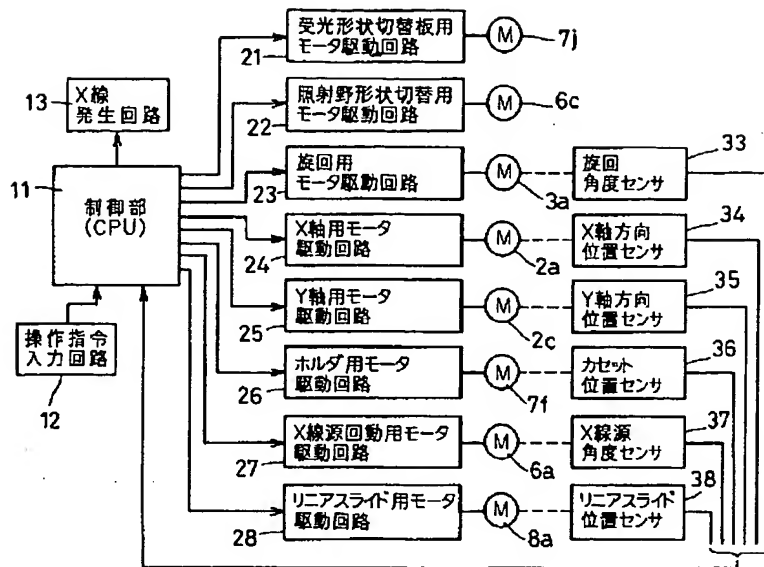 受光形状切替板用
モータ駆動回路
21
M
7j
13
X線
発生回路
照射野形状切替用
モータ駆動回路
22
M
6c
11
制御部
(CPU)
旋回用
モータ駆動回路
23
M
3a
旋回
角度センサ
33
X軸用モータ
駆動回路
24
M
2a
X軸方向
位置センサ
34
Y軸用モータ
駆動回路
25
M
2c
Y軸方向
位置センサ
35
操作指令
入力回路
12
ホルダ用モータ
駆動回路
26
M
7f
カセット
位置センサ
36
X線源回動用モータ
駆動回路
27
M
6a
X線源
角度センサ
37
リニアスライド用モータ
駆動回路
28
M
8a
リニアスライド
位置センサ
38